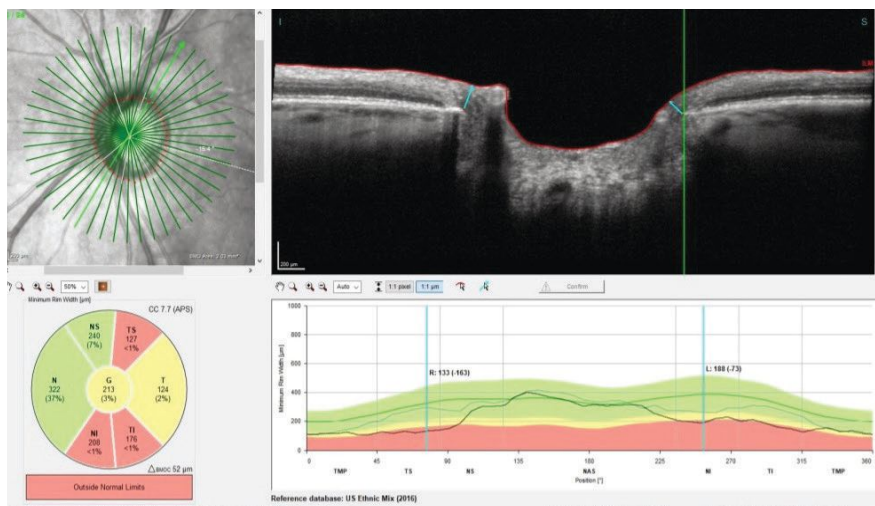 I
S
ILM
200 µm
50%
Auto
1:1 pixel
1:1 µm
Confirm
Minimum Rim Width [µm]
CC 7.7 (APS)
NS
240
(7%)
TS
127
<1%
N
322
(37%)
G
213
(3%)
T
124
(2%)
NI
200
<1%
TI
176
<1%
ΔBMOC 52 µm
Outside Normal Limits
Minimum Rim Width [µm]
1000
800
600
400
200
0
R: 133 (-163)
L: 188 (-73)
0 45 90 135 180 225 270 315 360
TMP TS NS NAS NI TI TMP
Position [°]
Reference database: US Ethnic Mix (2016)